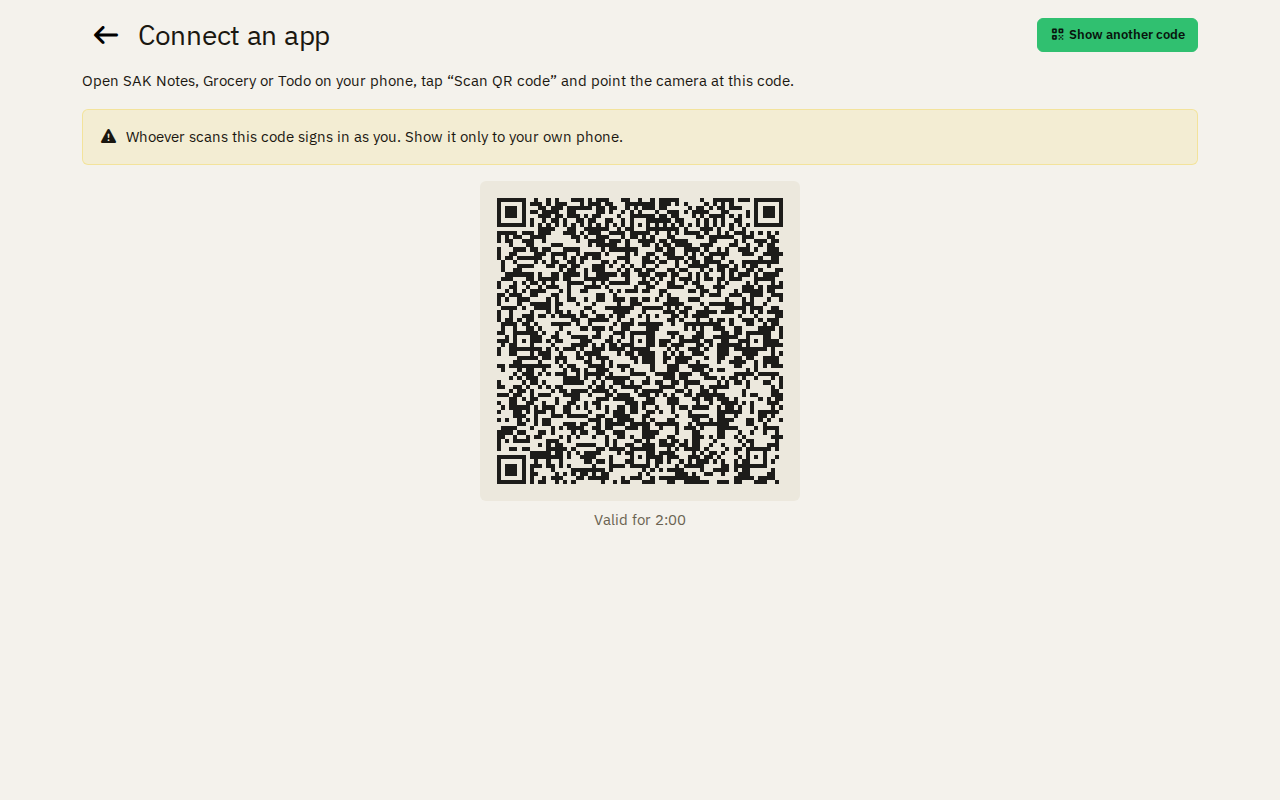 Connect an app
Show another code
Open SAK Notes, Grocery or Todo on your phone, tap “Scan QR code” and point the camera at this code.
Whoever scans this code signs in as you. Show it only to your own phone.
Valid for 2:00